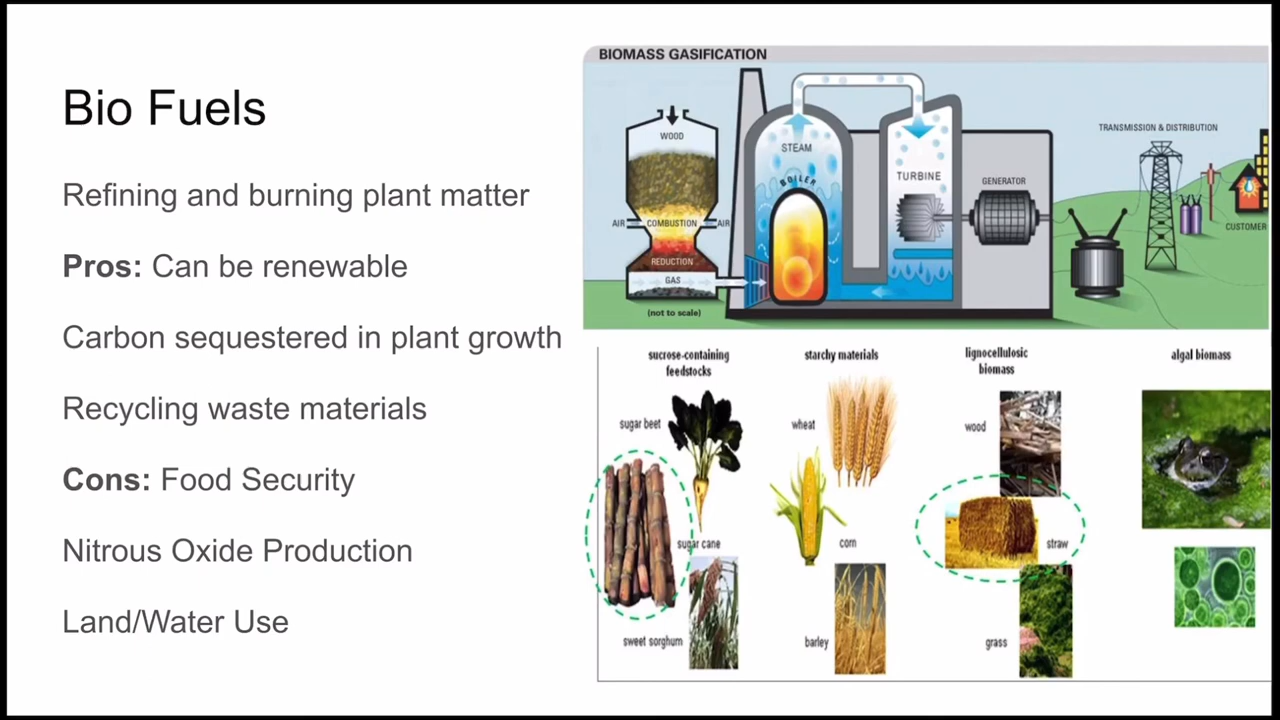 Bio Fuels
Refining and burning plant matter
Pros: Can be renewable
Carbon sequestered in plant growth
Recycling waste materials
Cons: Food Security
Nitrous Oxide Production
Land/Water Use
BIOMASS GASIFICATION
WOOD
AIR
COMBUSTION
AIR
REDUCTION
GAS
(not to scale)
STEAM
BOILER
TURBINE
GENERATOR
TRANSMISSION & DISTRIBUTION
CUSTOMER
sucrose-containing
feedstocks
sugar beet
sugar cane
sweet sorghum
starchy materials
wheat
corn
barley
lignocellulosic
biomass
wood
straw
grass
algal biomass